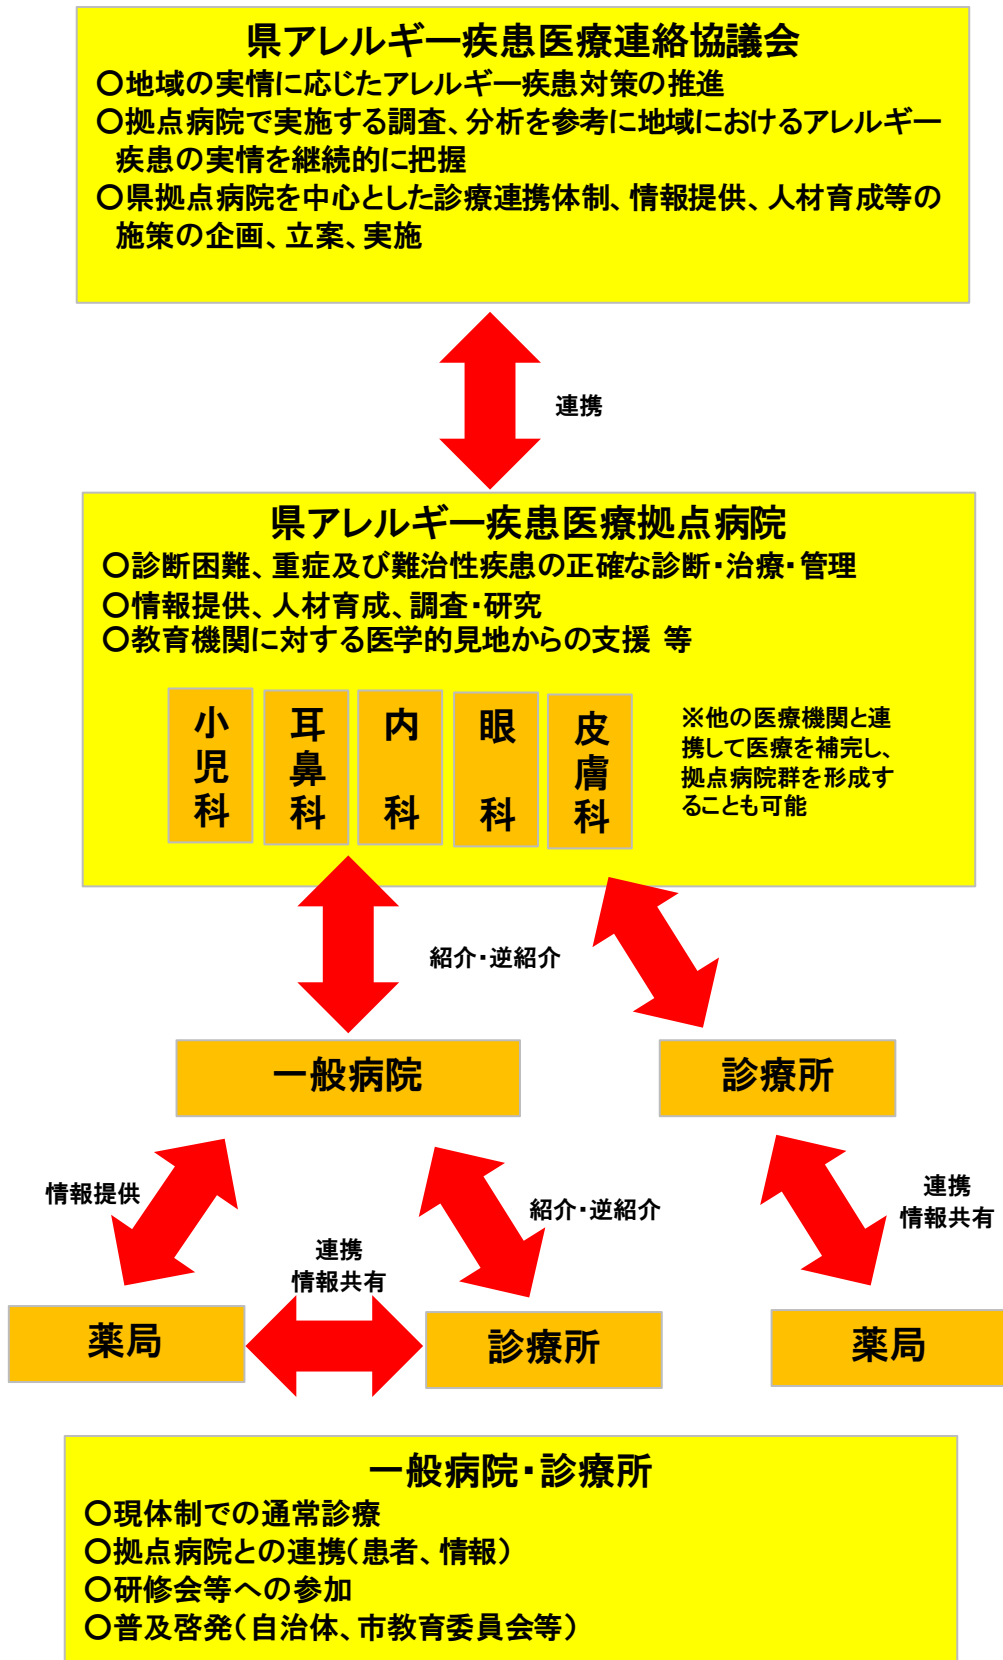 県アレルギー疾患医療連絡協議会
○地域の実情に応じたアレルギー疾患対策の推進
○拠点病院で実施する調査、分析を参考に地域におけるアレルギー
疾患の実情を継続的に把握
○県拠点病院を中心とした診療連携体制、情報提供、人材育成等の
施策の企画、立案、実施
連携
県アレルギー疾患医療拠点病院
○診断困難、重症及び難治性疾患の正確な診断・治療・管理
○情報提供、人材育成、調査・研究
○教育機関に対する医学的見地からの支援 等
小児科
耳鼻科
内科
眼科
皮膚科
※他の医療機関と連
携して医療を補完し、
拠点病院群を形成す
ることも可能
紹介・逆紹介
一般病院
診療所
情報提供
紹介・逆紹介
連携
情報共有
連携
情報共有
薬局
診療所
薬局
一般病院・診療所
○現体制での通常診療
○拠点病院との連携（患者、情報）
○研修会等への参加
○普及啓発（自治体、市教育委員会等）